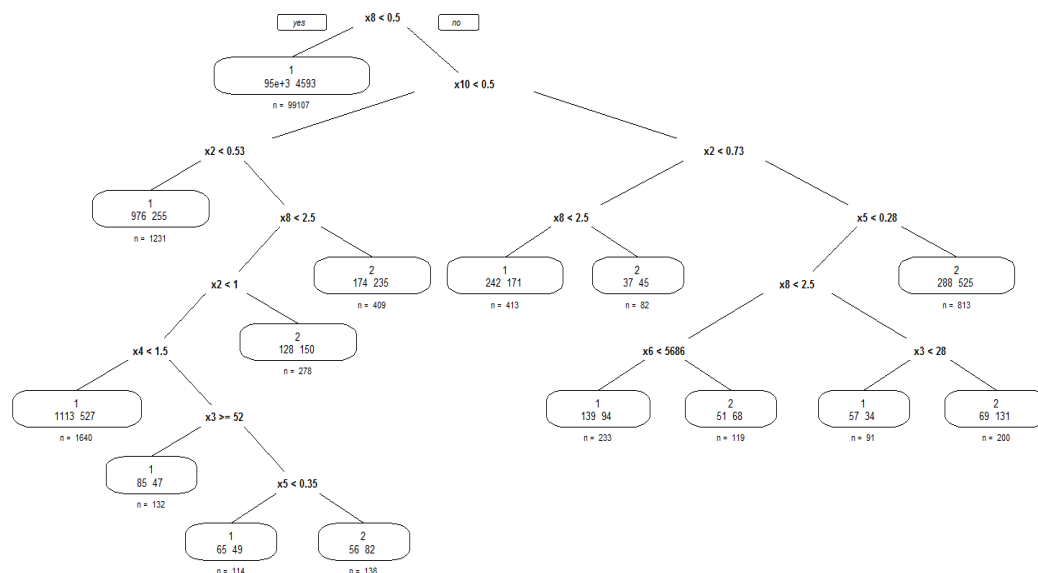 yes x8 < 0.5 no
1
95e+3 4593
n = 99107
x10 < 0.5
x2 < 0.53
x2 < 0.73
1
976 255
n = 1231
x8 < 2.5
x8 < 2.5
x5 < 0.28
2
174 235
n = 409
1
242 171
n = 413
2
37 45
n = 82
2
288 525
n = 813
x2 < 1
x8 < 2.5
2
128 150
n = 278
x4 < 1.5
x6 < 5686
x3 < 28
1
1113 527
n = 1640
1
139 94
n = 233
2
51 68
n = 119
1
57 34
n = 91
2
69 131
n = 200
x3 >= 52
1
85 47
n = 132
x5 < 0.35
1
65 49
n = 114
2
56 82
n = 138